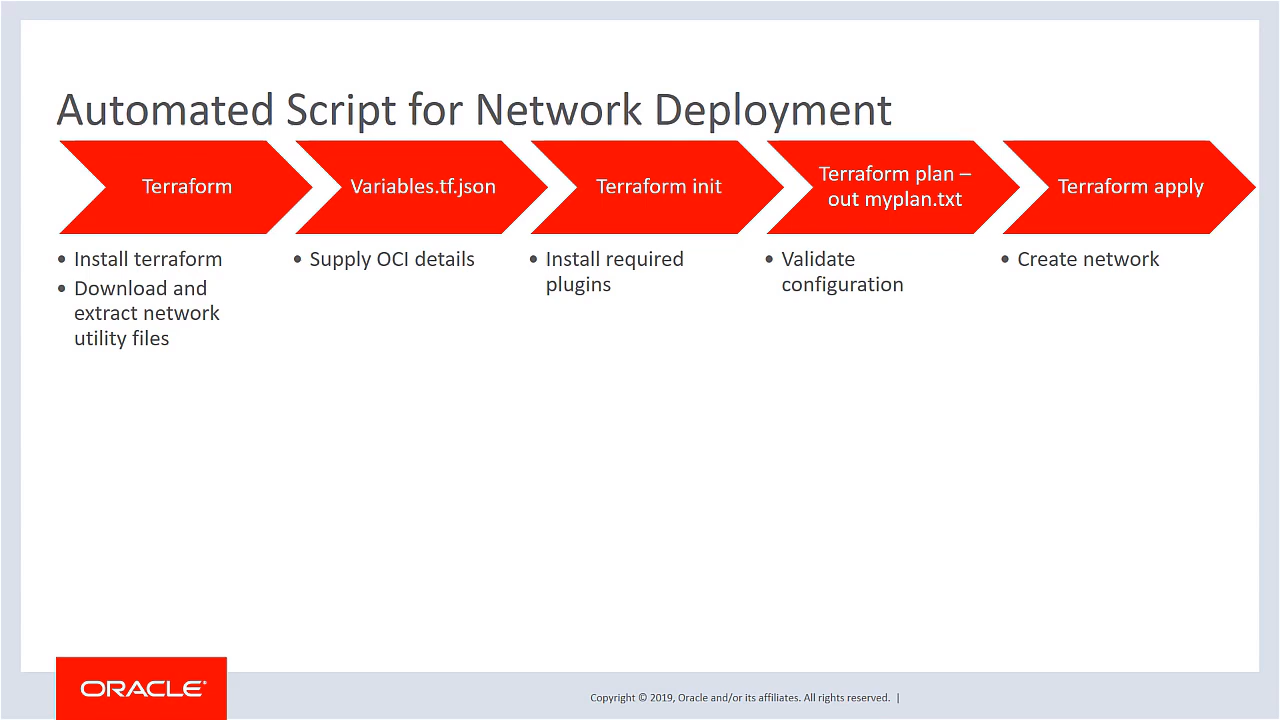 Automated Script for Network Deployment
Terraform
Variables.tf.json
Terraform init
Terraform plan –
out myplan.txt
Terraform apply
• Install terraform
• Download and
extract network
utility files
• Supply OCI details
• Install required
plugins
• Validate
configuration
• Create network
ORACLE®
Copyright © 2019, Oracle and/or its affiliates. All rights reserved. |